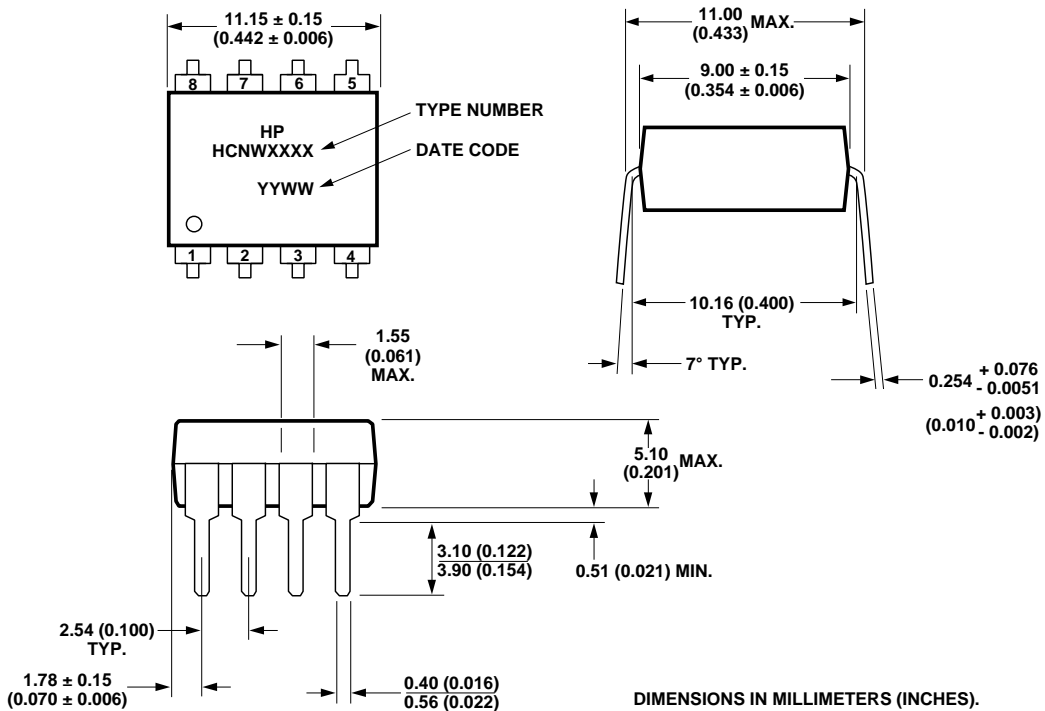 11.15 ± 0.15
(0.442 ± 0.006)
8 7 6 5
HP
HCNWXXXX
YYWW
1 2 3 4
TYPE NUMBER
DATE CODE
11.00
(0.433)
MAX.
9.00 ± 0.15
(0.354 ± 0.006)
10.16 (0.400)
TYP.
7° TYP.
0.254 + 0.076
- 0.0051
(0.010 + 0.003)
- 0.002)
1.55
(0.061)
MAX.
5.10
(0.201)
MAX.
3.10 (0.122)
3.90 (0.154)
0.51 (0.021) MIN.
2.54 (0.100)
TYP.
1.78 ± 0.15
(0.070 ± 0.006)
0.40 (0.016)
0.56 (0.022)
DIMENSIONS IN MILLIMETERS (INCHES).